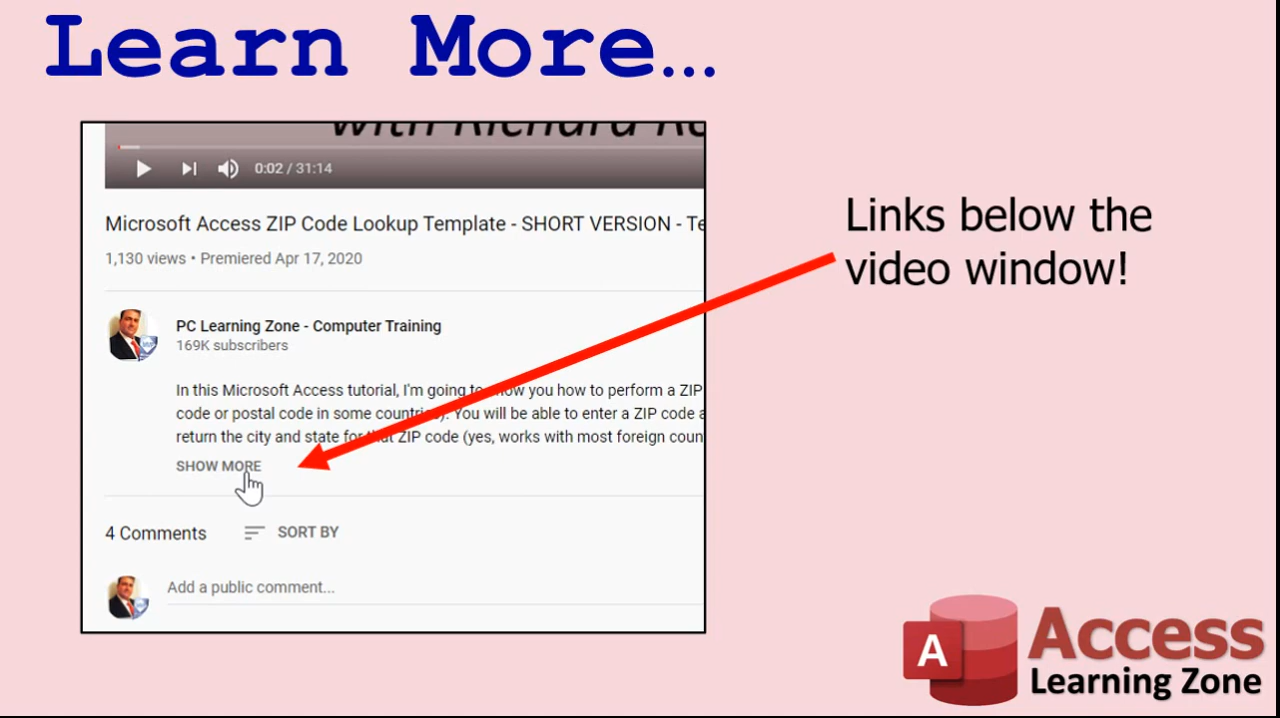 Learn More...
with Richard
0:02 / 31:14
Microsoft Access ZIP Code Lookup Template - SHORT VERSION - Te
1,130 views • Premiered Apr 17, 2020
PC Learning Zone - Computer Training
169K subscribers
In this Microsoft Access tutorial, I'm going to show you how to perform a ZIP
code or postal code in some countries). You will be able to enter a ZIP code a
return the city and state for that ZIP code (yes, works with most foreign coun
SHOW MORE
4 Comments
SORT BY
Add a public comment...
Links below the
video window!
A
Access
Learning Zone